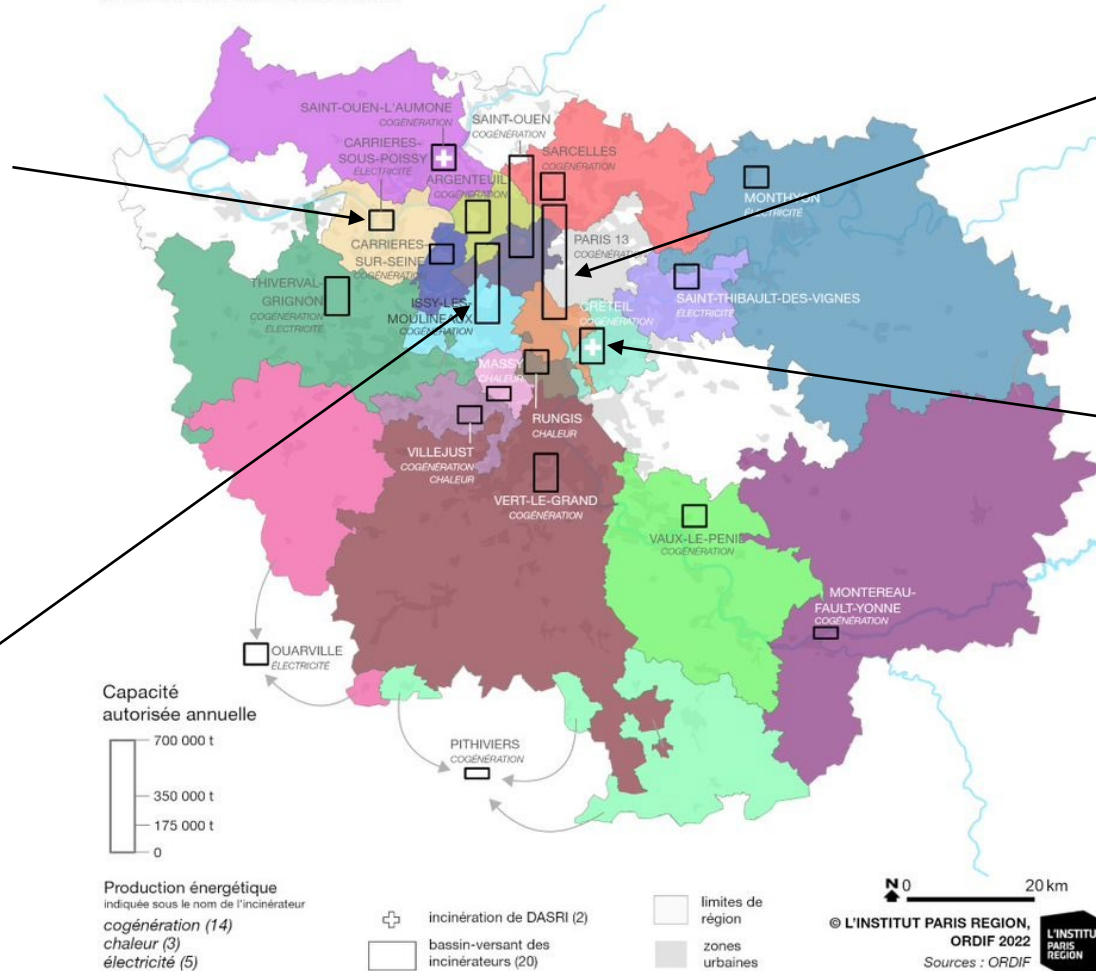 SAINT-OUEN-L'AUMONE
COGÉNÉRATION
SAINT-OUEN
COGÉNÉRATION
CARRIERES-
SOUS-POISSY
ÉLECTRICITÉ
SARCELLES
COGÉNÉRATION
ARGENTEUIL
COGÉNÉRATION
MONTHYON
ÉLECTRICITÉ
CARRIERES
SUR-SEINE
COGÉNÉRATION
PARIS 13
COGÉNÉRATION
THIVERVAL-
GRIGNON
COGÉNÉRATION
ÉLECTRICITÉ
ISSY-LES-
MOULINEAUX
COGÉNÉRATION
CRÉTEIL
COGÉNÉRATION
SAINT-THIBAULT-DES-VIGNES
ÉLECTRICITÉ
MASSY
CHALEUR
RUNGIS
CHALEUR
VILLEJUST
COGÉNÉRATION
CHALEUR
VERT-LE-GRAND
COGÉNÉRATION
VAUX-LE-PENIL
COGÉNÉRATION
MONTEREAU-
FAULT-YONNE
COGÉNÉRATION
OUARVILLE
ÉLECTRICITÉ
PITHIVIERS
COGÉNÉRATION
Capacité
autorisée annuelle
700 000 t
350 000 t
175 000 t
0
Production énergétique
indiquée sous le nom de l'incinérateur
cogénération (14)
chaleur (3)
électricité (5)
incinération de DASRI (2)
bassin-versant des
incinérateurs (20)
limites de
région
zones
urbaines
N 0 20 km
© L'INSTITUT PARIS REGION,
ORDIF 2022
Sources : ORDIF
L'INSTITUT
PARIS
REGION